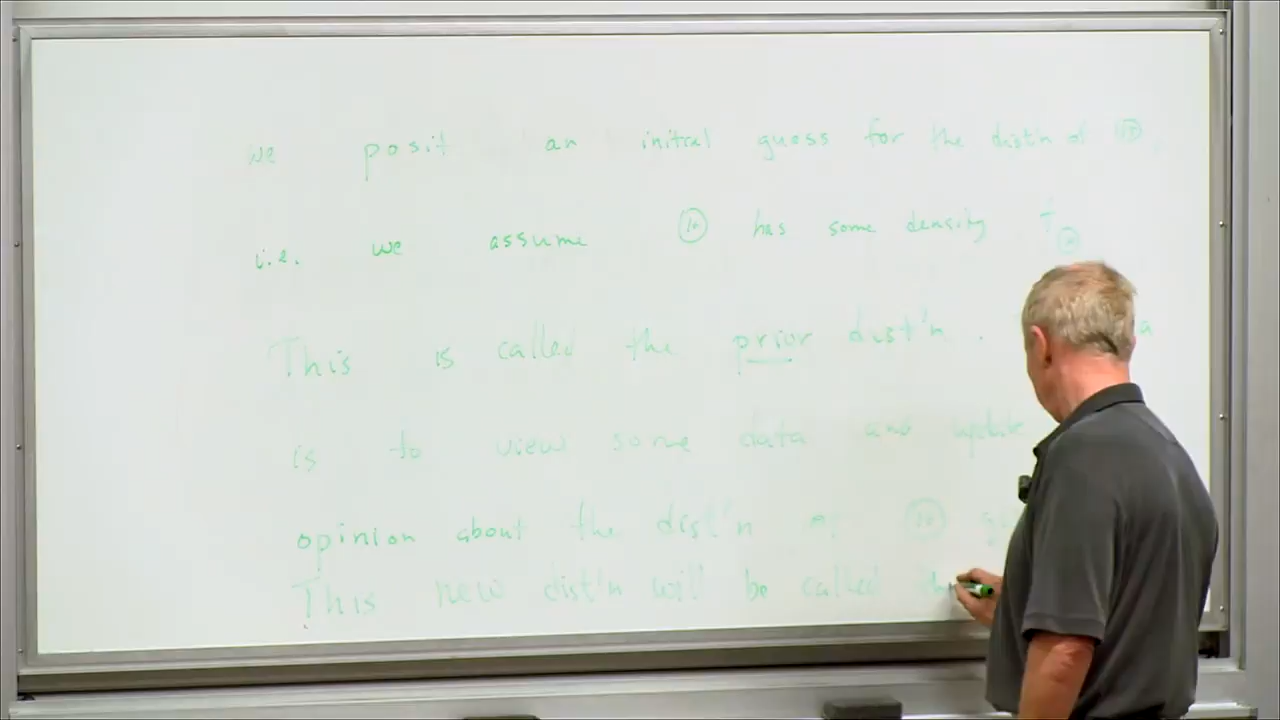 we posit an initial guess for the dist'n of Ⓗ.
i.e. we assume Ⓗ has some density f_Ⓗ
This is called the prior dist'n. a
is to view some data and update
opinion about the dist'n of Ⓗ
This new dist'n will be called the